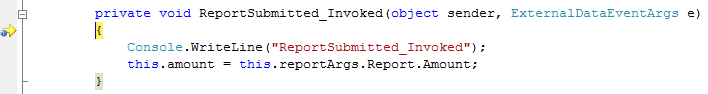 private void ReportSubmitted_Invoked(object sender, ExternalDataEventArgs e)
{
Console.WriteLine("ReportSubmitted_Invoked");
this.amount = this.reportArgs.Report.Amount;
}